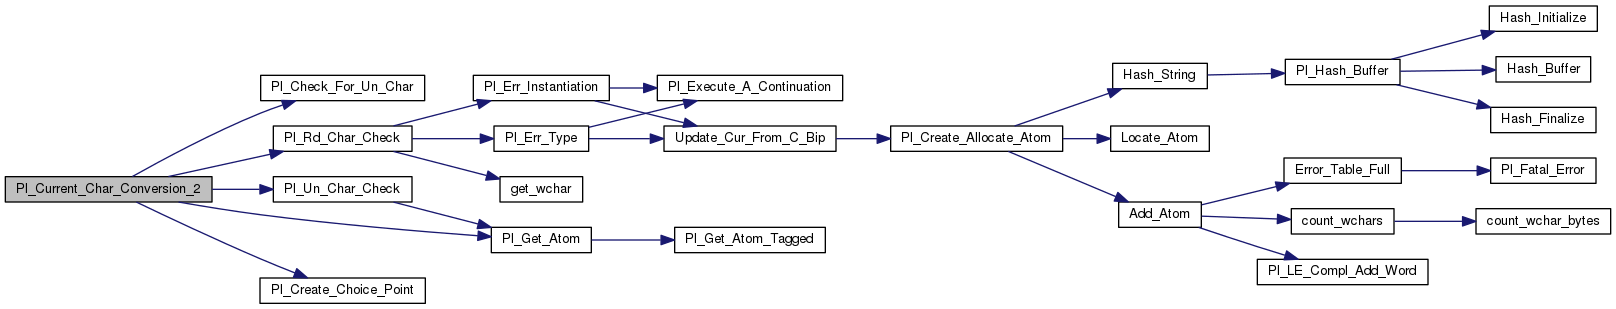 Pl_Current_Char_Conversion_2
Pl_Check_For_Un_Char
Pl_Rd_Char_Check
Pl_Un_Char_Check
Pl_Create_Choice_Point
Pl_Err_Instantiation
Pl_Err_Type
get_wchar
Pl_Get_Atom
Pl_Execute_A_Continuation
Update_Cur_From_C_Bip
Pl_Get_Atom_Tagged
Pl_Create_Allocate_Atom
Hash_String
Locate_Atom
Add_Atom
Pl_Hash_Buffer
Error_Table_Full
count_wchars
Pl_LE_Compl_Add_Word
Hash_Initialize
Hash_Buffer
Hash_Finalize
Pl_Fatal_Error
count_wchar_bytes